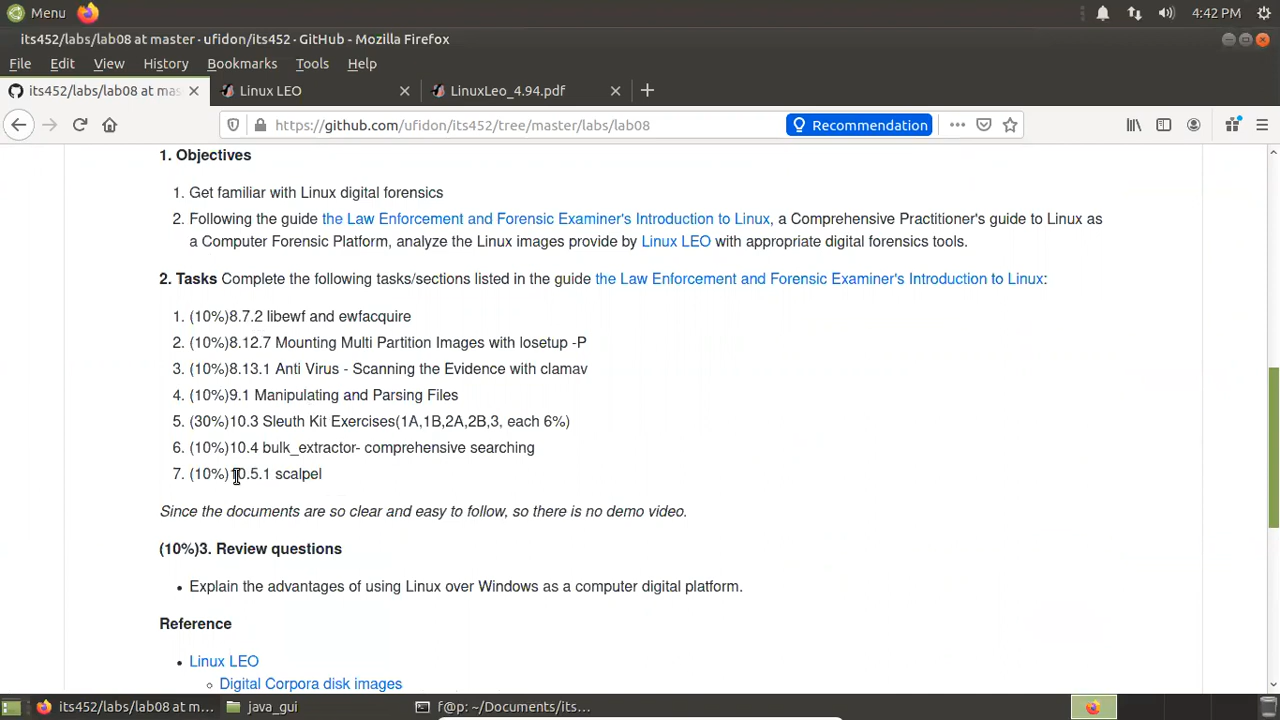 Menu
4:42 PM
its452/labs/lab08 at master · ufidon/its452 · GitHub - Mozilla Firefox
File Edit View History Bookmarks Tools Help
its452/labs/lab08 at mas
Linux LEO
LinuxLeo_4.94.pdf
https://github.com/ufidon/its452/tree/master/labs/lab08
Recommendation
1. Objectives
1. Get familiar with Linux digital forensics
2. Following the guide the Law Enforcement and Forensic Examiner's Introduction to Linux, a Comprehensive Practitioner's guide to Linux as
a Computer Forensic Platform, analyze the Linux images provide by Linux LEO with appropriate digital forensics tools.
2. Tasks Complete the following tasks/sections listed in the guide the Law Enforcement and Forensic Examiner's Introduction to Linux:
1. (10%)8.7.2 libewf and ewfacquire
2. (10%)8.12.7 Mounting Multi Partition Images with losetup -P
3. (10%)8.13.1 Anti Virus - Scanning the Evidence with clamav
4. (10%)9.1 Manipulating and Parsing Files
5. (30%)10.3 Sleuth Kit Exercises(1A,1B,2A,2B,3, each 6%)
6. (10%)10.4 bulk_extractor- comprehensive searching
7. (10%)10.5.1 scalpel
Since the documents are so clear and easy to follow, so there is no demo video.
(10%)3. Review questions
• Explain the advantages of using Linux over Windows as a computer digital platform.
Reference
• Linux LEO
Digital Corpora disk images
its452/labs/lab08 at m...
java_gui
f@p: ~/Documents/its...